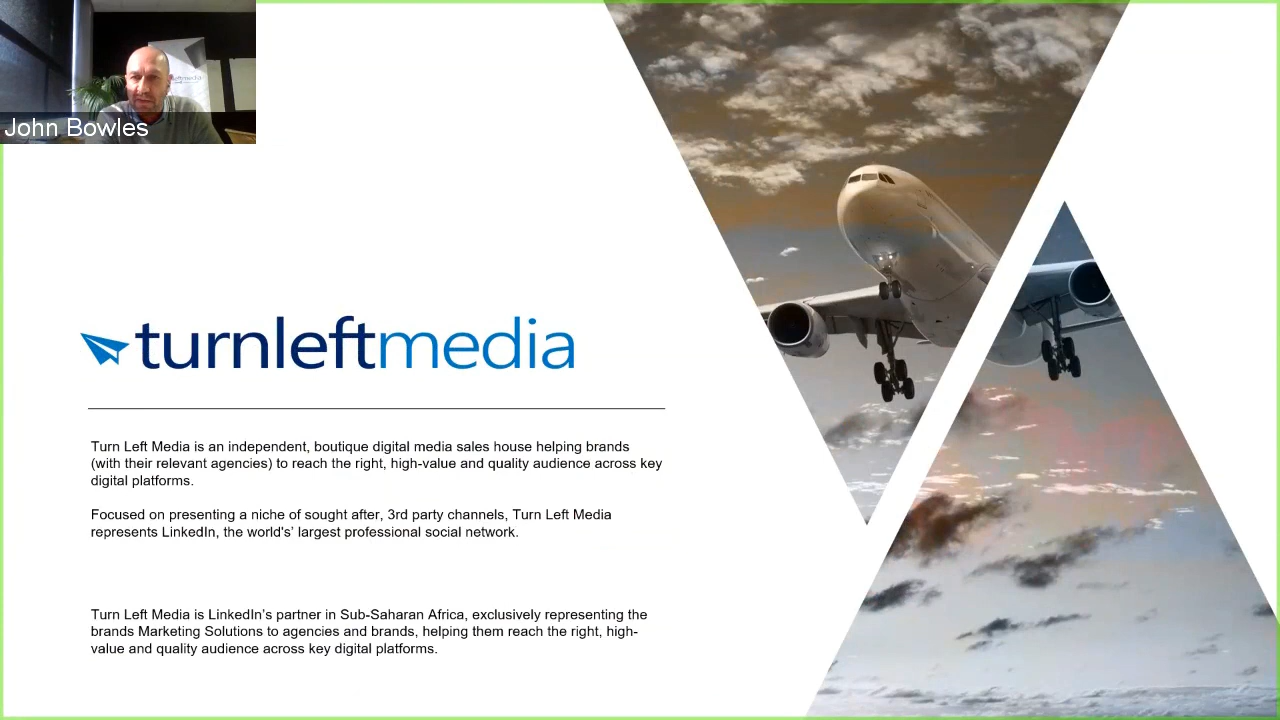 John Bowles
turnleftmedia
Turn Left Media is an independent, boutique digital media sales house helping brands
(with their relevant agencies) to reach the right, high-value and quality audience across key
digital platforms.
Focused on presenting a niche of sought after, 3rd party channels, Turn Left Media
represents LinkedIn, the world's’ largest professional social network.
Turn Left Media is LinkedIn’s partner in Sub-Saharan Africa, exclusively representing the
brands Marketing Solutions to agencies and brands, helping them reach the right, high-
value and quality audience across key digital platforms.